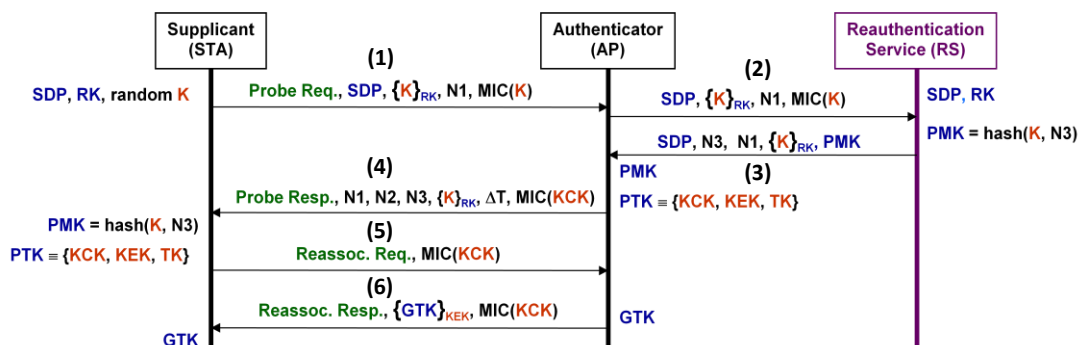 Supplicant
(STA)
Authenticator
(AP)
Reauthentication
Service (RS)
(1)
(2)
SDP, RK, random K
Probe Req., SDP, {K}RK, N1, MIC(K)
SDP, {K}RK, N1, MIC(K)
SDP, RK
PMK = hash(K, N3)
SDP, N3, N1, {K}RK, PMK
(4)
PMK
(3)
Probe Resp., N1, N2, N3, {K}RK, ΔT, MIC(KCK)
PTK ≡ {KCK, KEK, TK}
PMK = hash(K, N3)
(5)
PTK ≡ {KCK, KEK, TK}
Reassoc. Req., MIC(KCK)
(6)
Reassoc. Resp., {GTK}KEK, MIC(KCK)
GTK
GTK